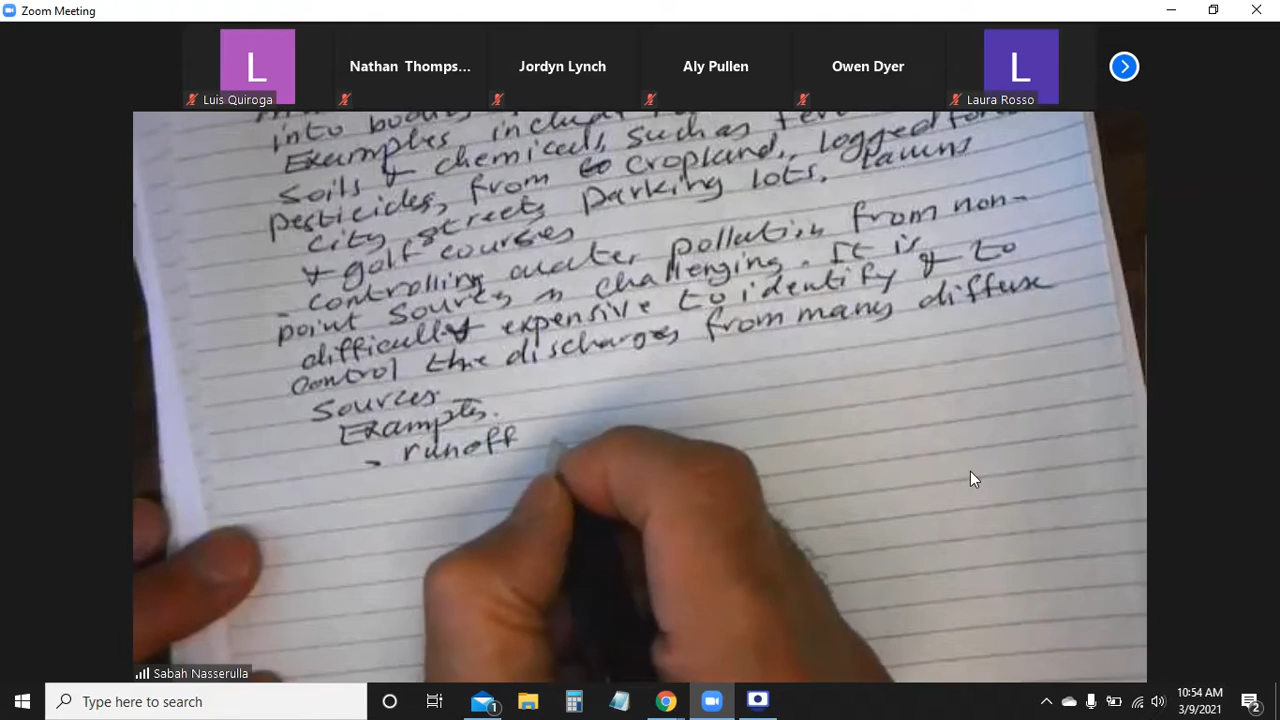 Zoom Meeting
L
Nathan Thomps...
Jordyn Lynch
Aly Pullen
Owen Dyer
L
Luis Quiroga
Laura Rosso
into bodies
Examples include
soils & chemicals, such as
pesticides, from cropland, logged
city streets parking lots, lawns
& golf courses
- controlling water pollution from non-
point sources is challenging. It is
difficult & expensive to identify & to
control the discharges from many diffuse
sources.
Examples.
- runoff
Sabah Nasserulla
Type here to search
1
10:54 AM
3/9/2021
2